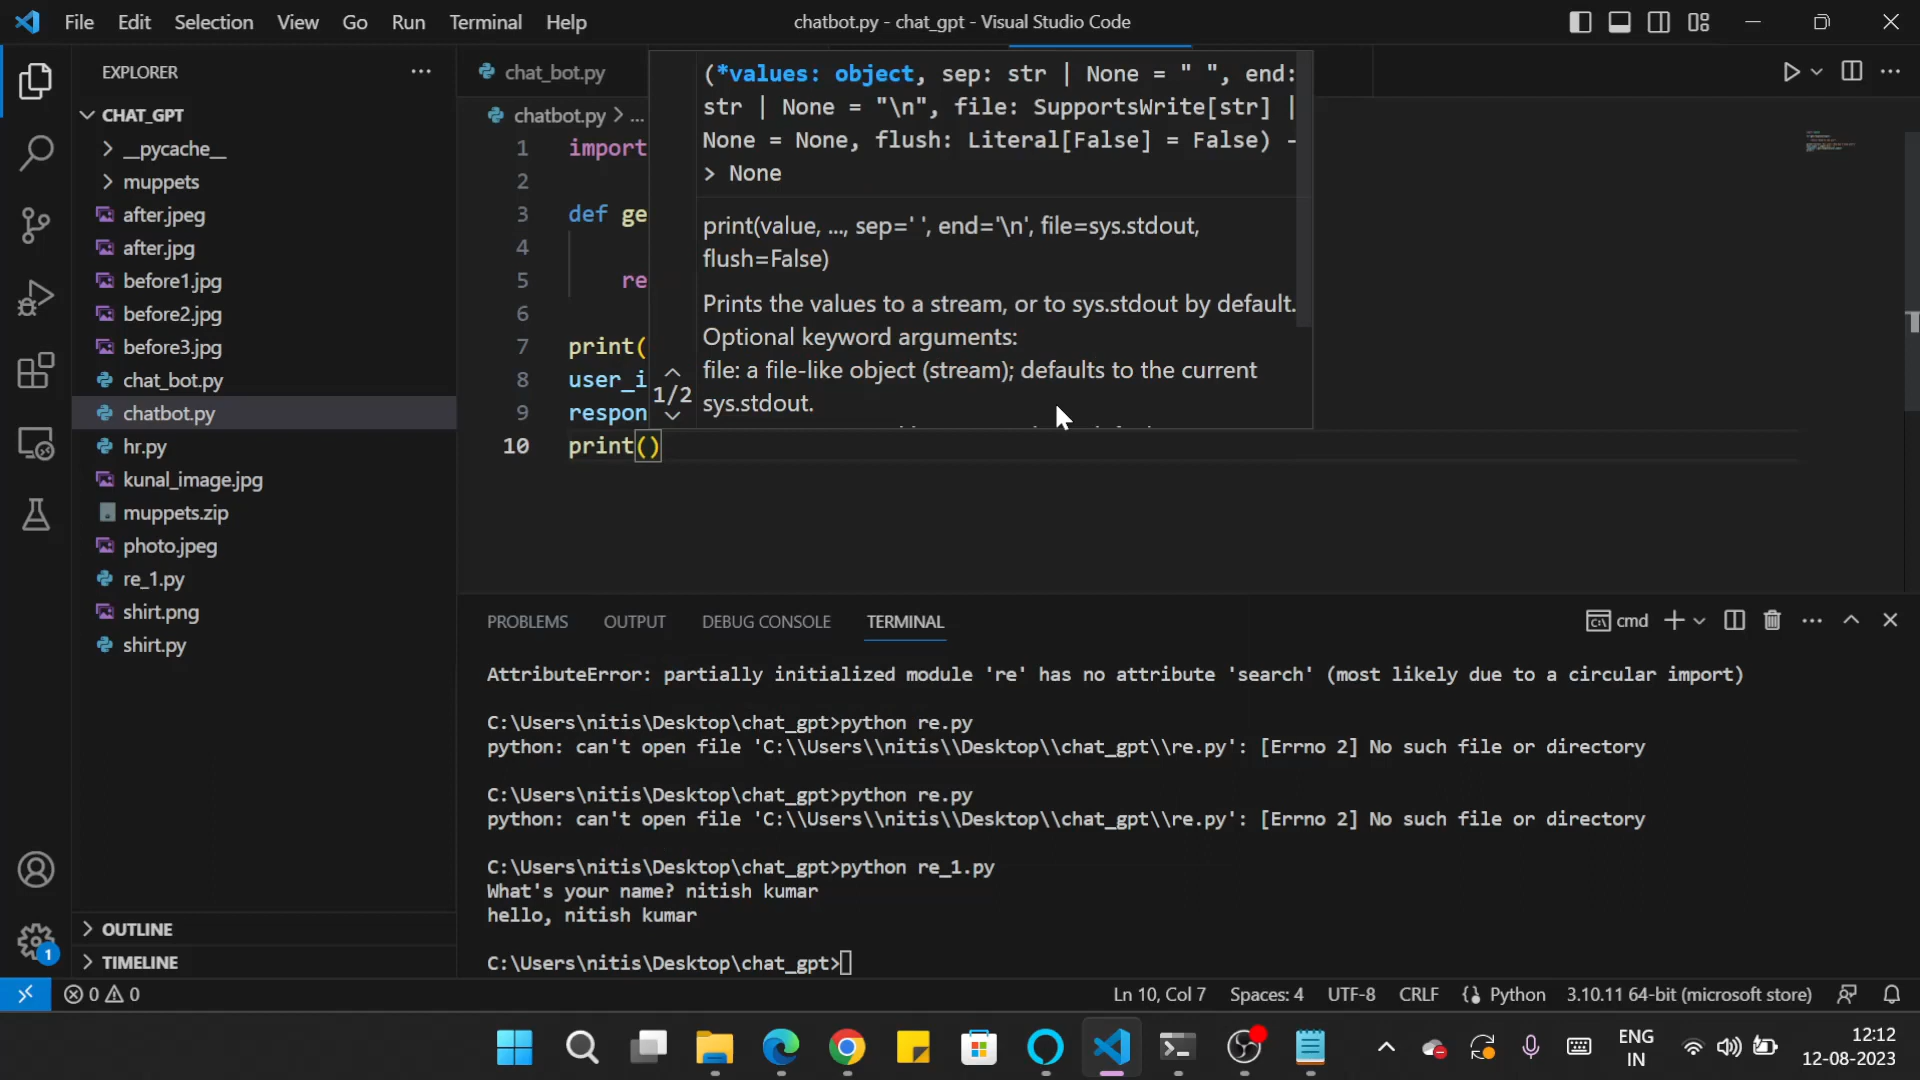 File Edit Selection View Go Run Terminal Help
chatbot.py - chat_gpt - Visual Studio Code
EXPLORER
CHAT_GPT
__pycache__
muppets
after.jpeg
after.jpg
before1.jpg
before2.jpg
before3.jpg
chat_bot.py
chatbot.py
hr.py
kunal_image.jpg
muppets.zip
photo.jpeg
re_1.py
shirt.png
shirt.py
OUTLINE
TIMELINE
chat_bot.py
chatbot.py > ...
1 import
2
3 def ge
4
5 re
6
7 print(
8 user_i
9 respon
10 print()
(*values: object, sep: str | None = " ", end:
str | None = "\n", file: SupportsWrite[str] |
None = None, flush: Literal[False] = False) -
> None
print(value, ..., sep=' ', end='\n', file=sys.stdout,
flush=False)
Prints the values to a stream, or to sys.stdout by default.
Optional keyword arguments:
file: a file-like object (stream); defaults to the current
1/2
sys.stdout.
PROBLEMS OUTPUT DEBUG CONSOLE TERMINAL
cmd
AttributeError: partially initialized module 're' has no attribute 'search' (most likely due to a circular import)
C:\Users\nitis\Desktop\chat_gpt>python re.py
python: can't open file 'C:\\Users\\nitis\\Desktop\\chat_gpt\\re.py': [Errno 2] No such file or directory
C:\Users\nitis\Desktop\chat_gpt>python re.py
python: can't open file 'C:\\Users\\nitis\\Desktop\\chat_gpt\\re.py': [Errno 2] No such file or directory
C:\Users\nitis\Desktop\chat_gpt>python re_1.py
What's your name? nitish kumar
hello, nitish kumar
C:\Users\nitis\Desktop\chat_gpt>
1
0 0
Ln 10, Col 7 Spaces: 4 UTF-8 CRLF Python 3.10.11 64-bit (microsoft store)
ENG
IN
12:12
12-08-2023